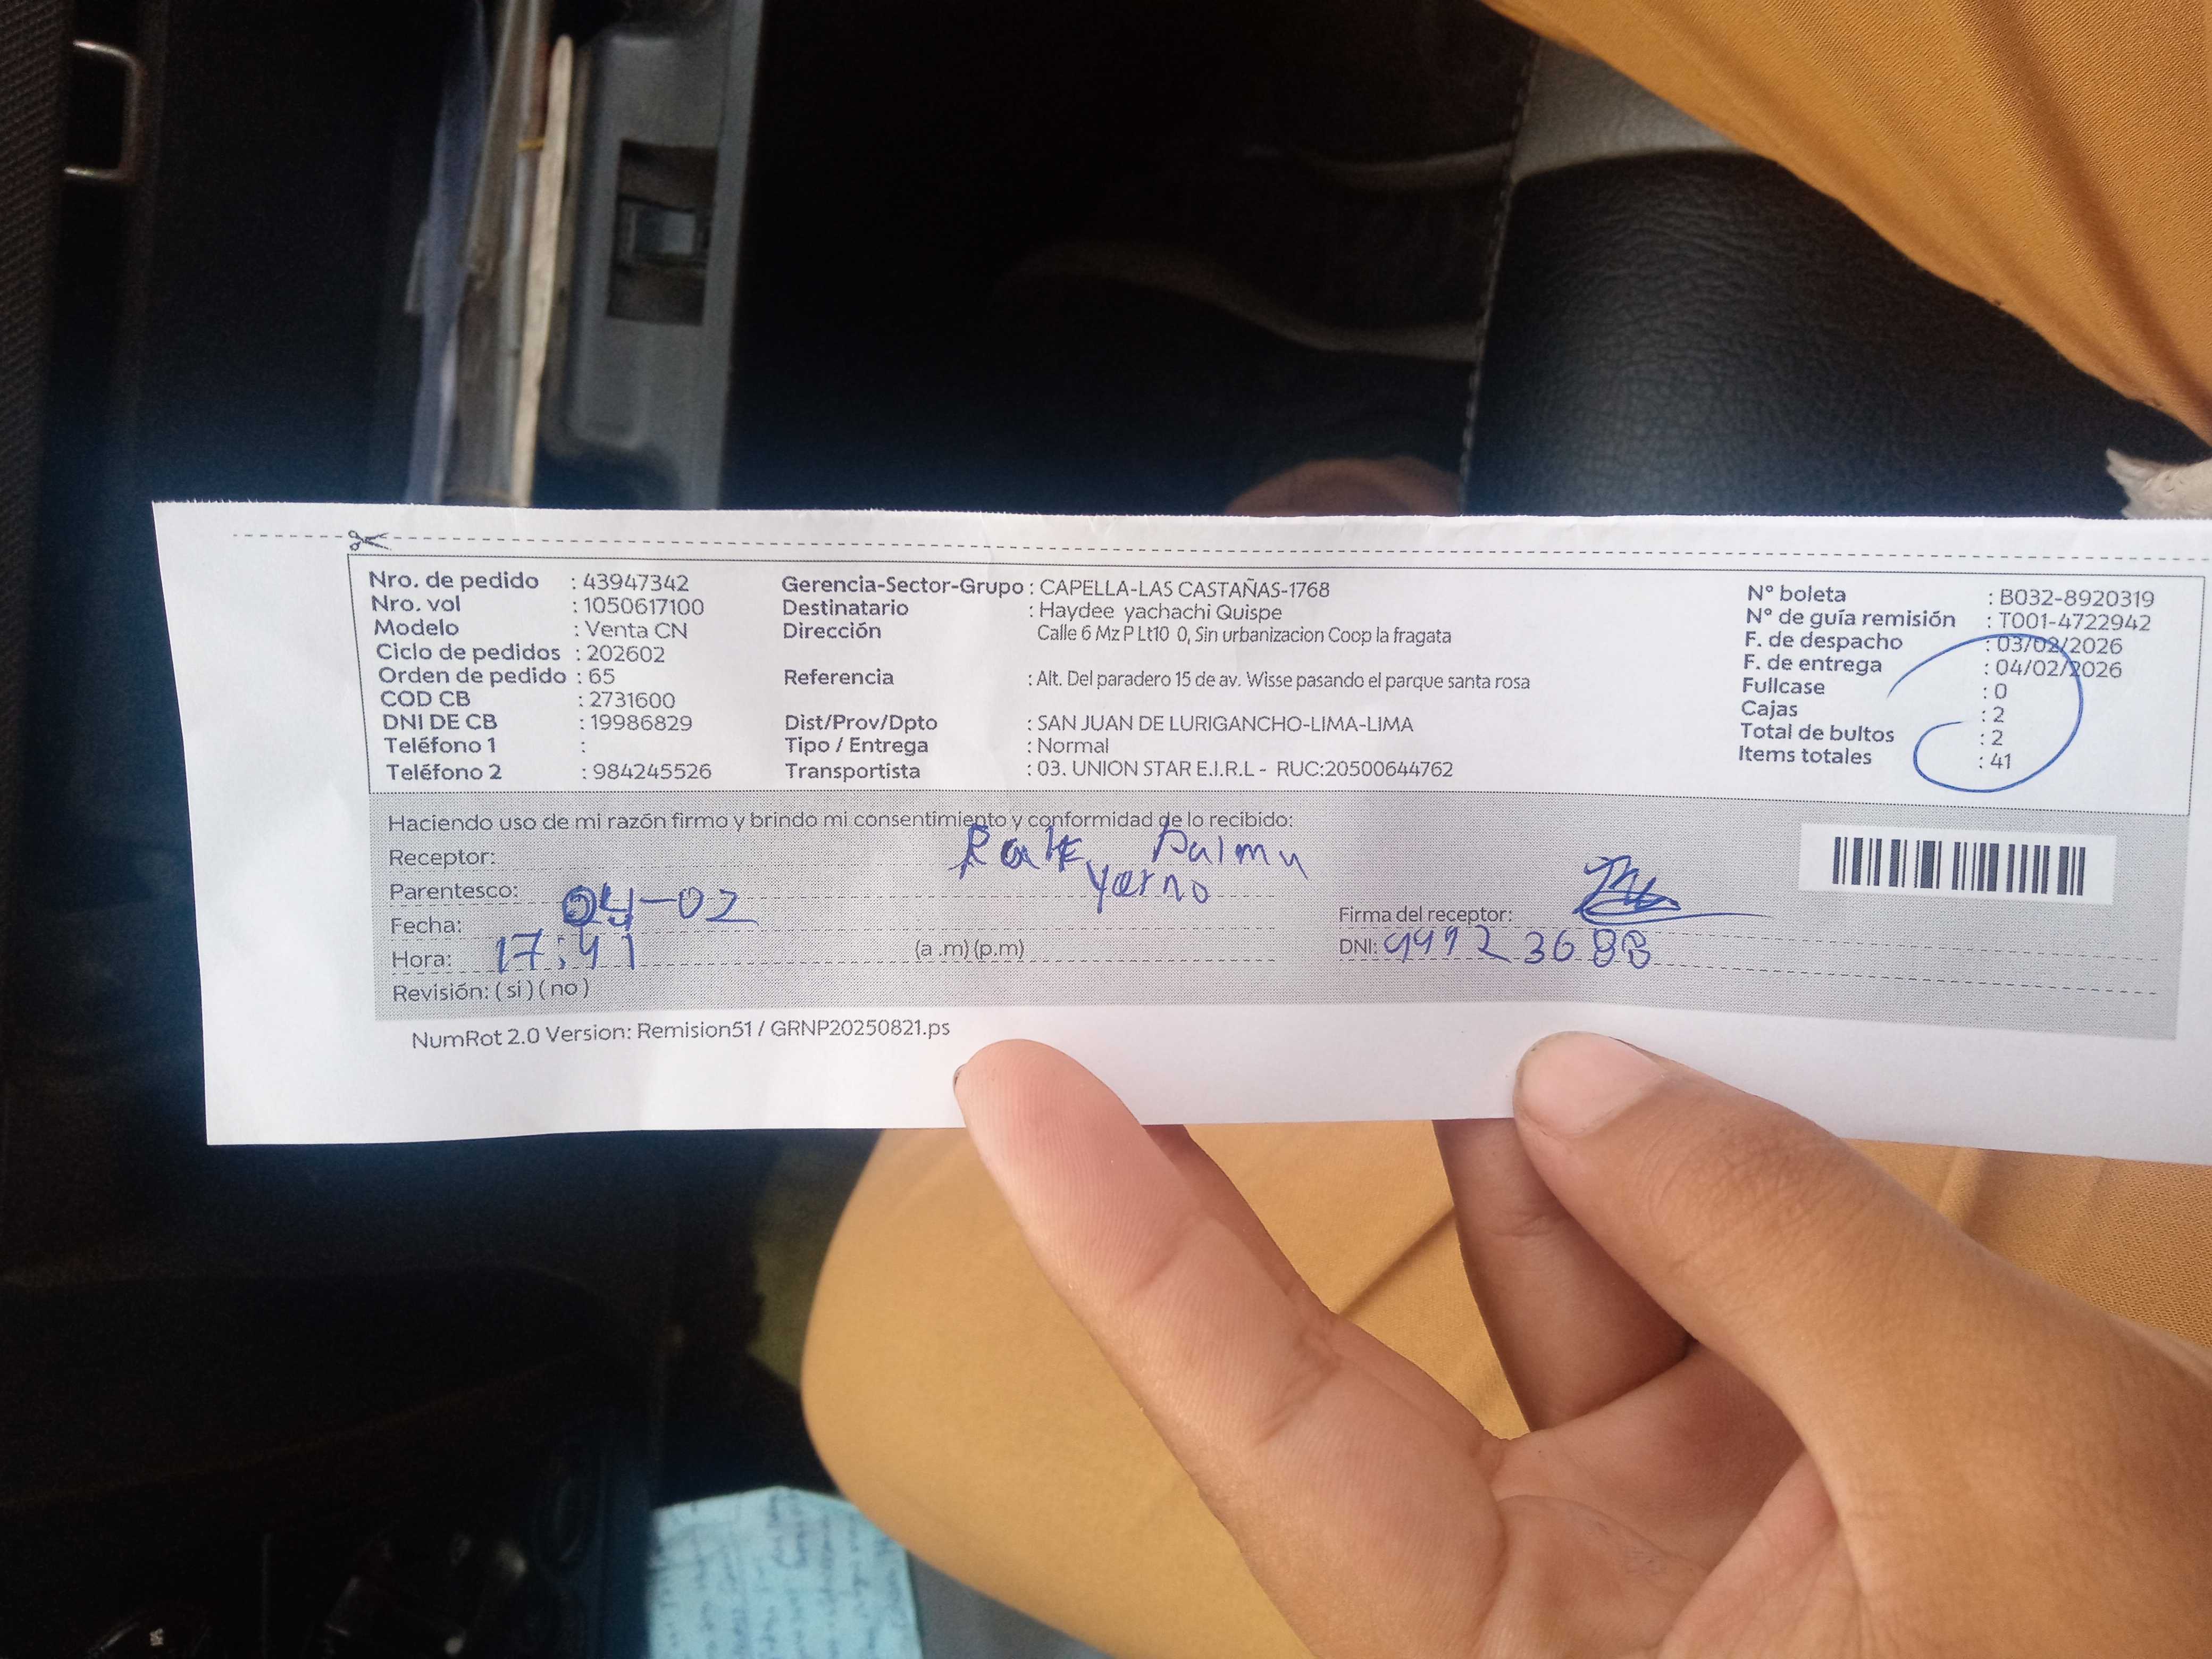 Nro. de pedido : 43947342
Nro. vol : 1050617100
Modelo : Venta CN
Ciclo de pedidos : 202602
Orden de pedido : 65
COD CB : 2731600
DNI DE CB : 19986829
Teléfono 1 :
Teléfono 2 : 984245526
Gerencia-Sector-Grupo : CAPELLA-LAS CASTAÑAS-1768
Destinatario : Haydee yachachi Quispe
Dirección Calle 6 Mz P Lt10 0, Sin urbanizacion Coop la fragata
Referencia : Alt. Del paradero 15 de av. Wisse pasando el parque santa rosa
Dist/Prov/Dpto : SAN JUAN DE LURIGANCHO-LIMA-LIMA
Tipo / Entrega : Normal
Transportista : 03. UNION STAR E.I.R.L - RUC:20500644762
N° boleta : B032-8920319
N° de guía remisión : T001-4722942
F. de despacho : 03/02/2026
F. de entrega : 04/02/2026
Fullcase : 0
Cajas : 2
Total de bultos : 2
Items totales : 41
Haciendo uso de mi razón firmo y brindo mi consentimiento y conformidad de lo recibido:
Receptor:
Parentesco: yerno
Fecha: 04-02
Hora: 17:41 (a .m) (p.m)
Revisión: ( si ) ( no )
Firma del receptor:
DNI:
NumRot 2.0 Version: Remision51 / GRNP20250821.ps